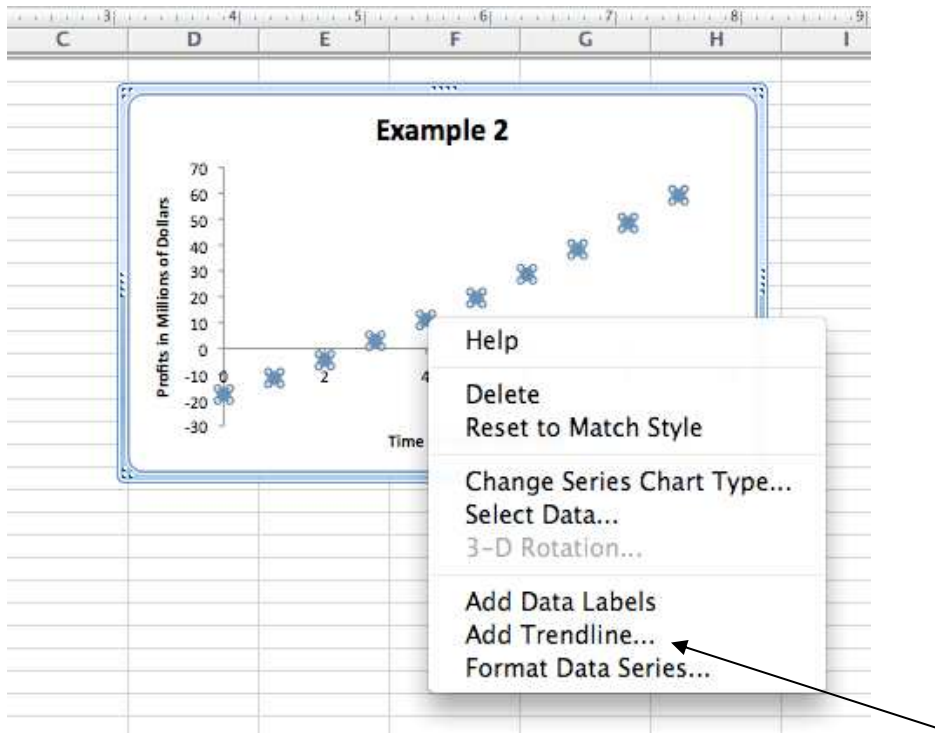 3 4 5 6 7 8 9
C D E F G H I
Example 2
70
60
50
40
30
20
10
0
-10
-20
-30
Profits in Millions of Dollars
0 2 4
Time
Help
Delete
Reset to Match Style
Change Series Chart Type...
Select Data...
3-D Rotation...
Add Data Labels
Add Trendline...
Format Data Series...